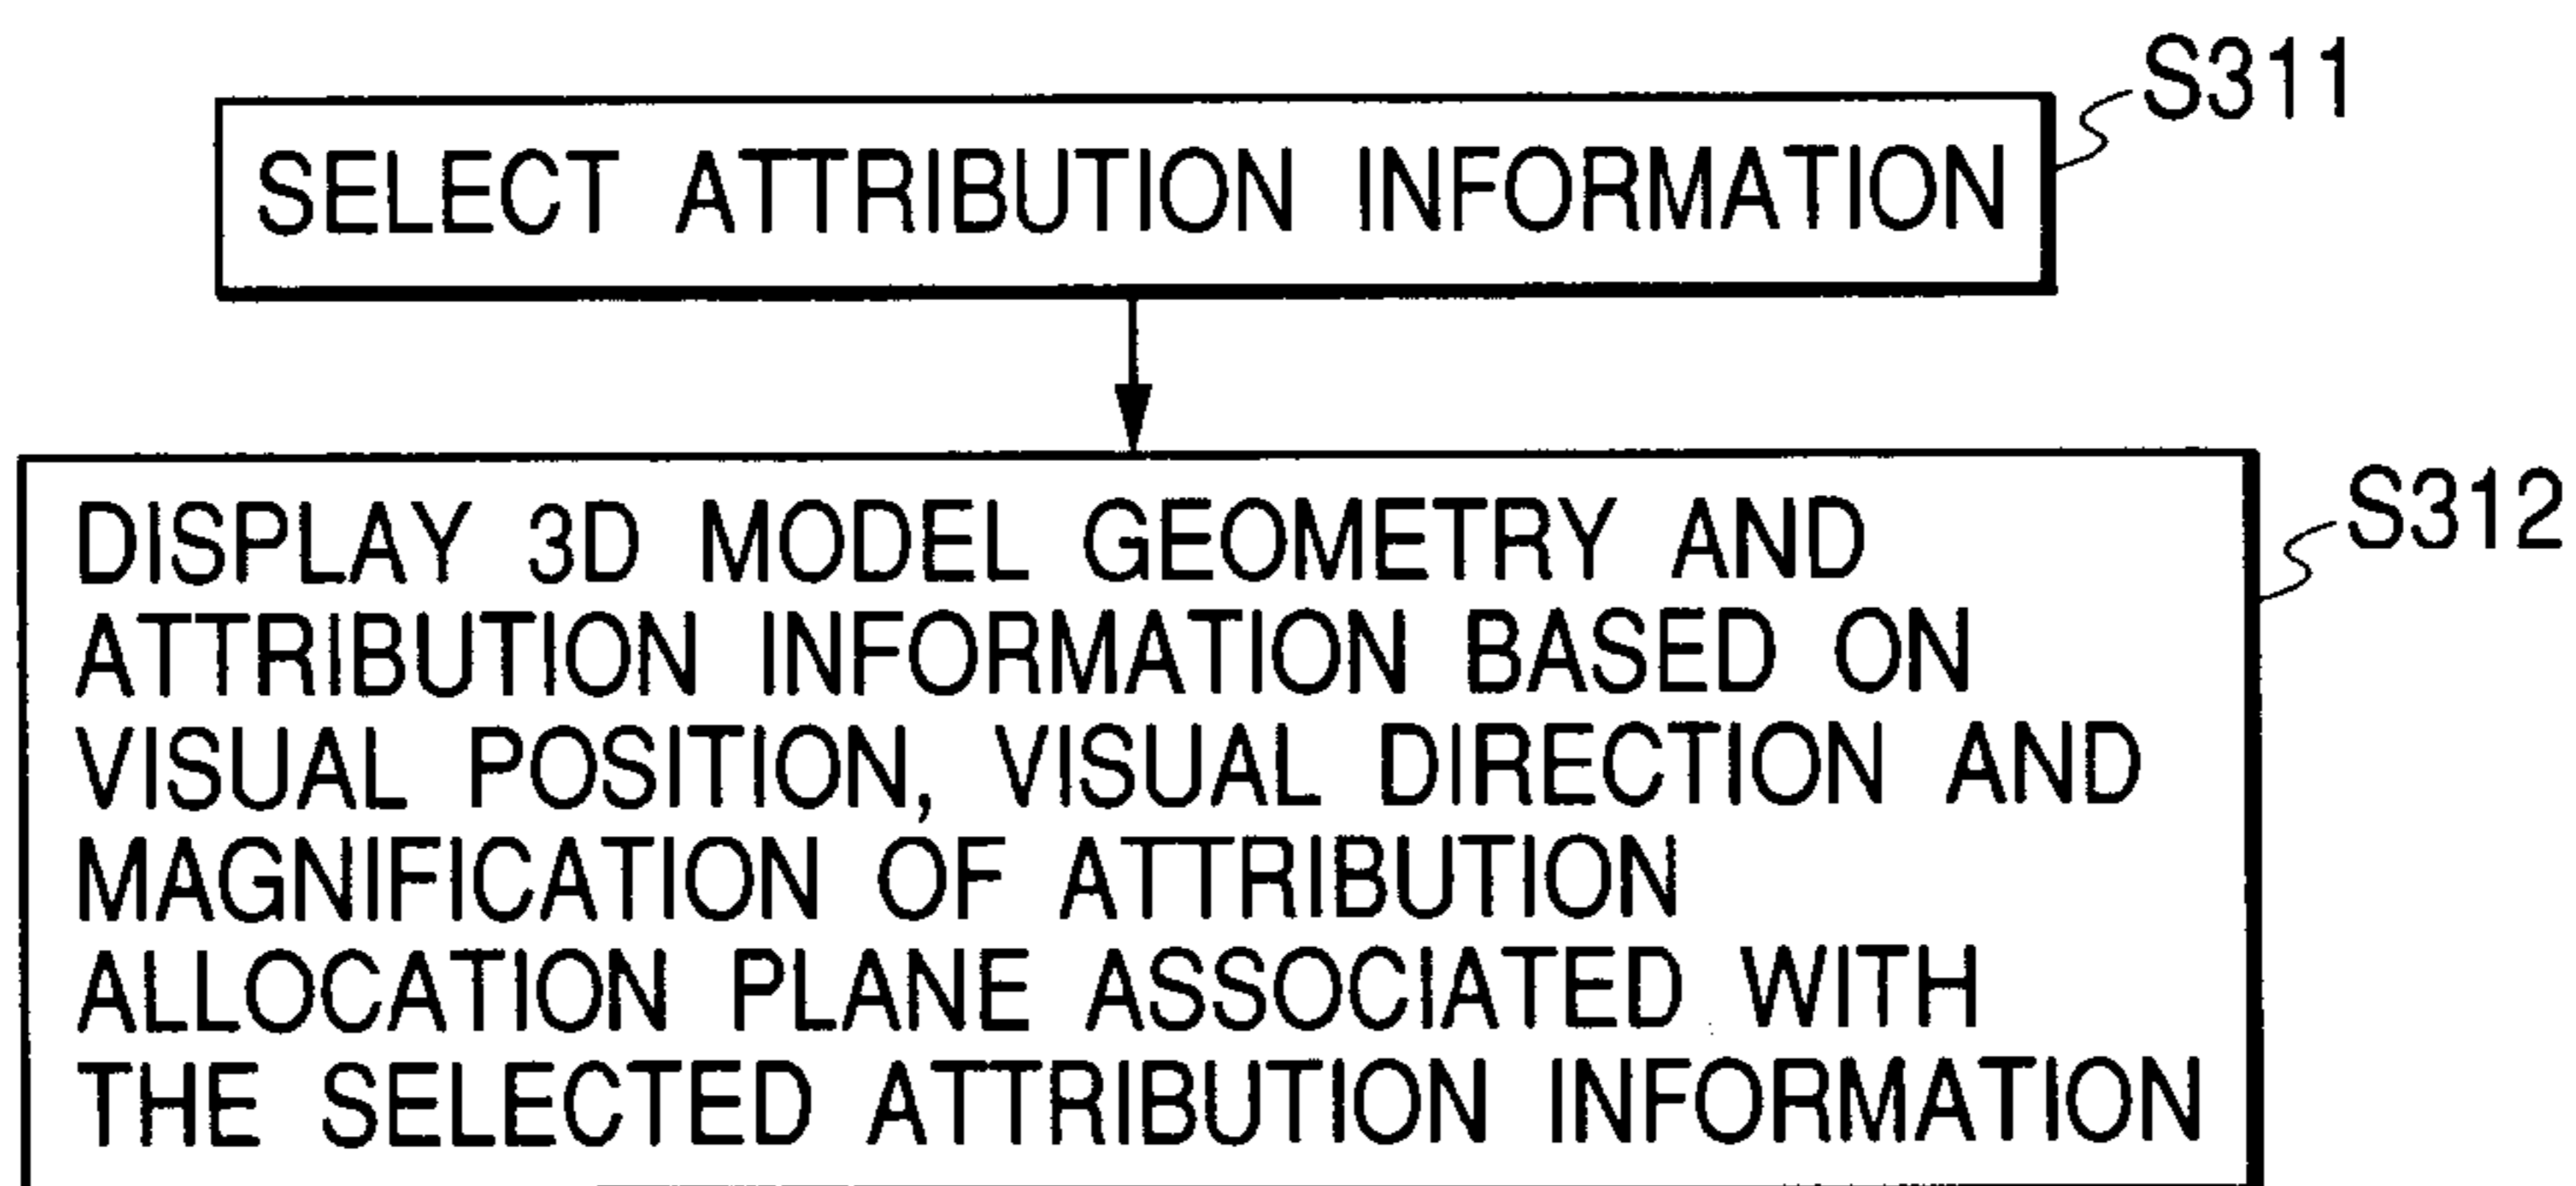 S311
SELECT ATTRIBUTION INFORMATION
S312
DISPLAY 3D MODEL GEOMETRY AND
ATTRIBUTION INFORMATION BASED ON
VISUAL POSITION, VISUAL DIRECTION AND
MAGNIFICATION OF ATTRIBUTION
ALLOCATION PLANE ASSOCIATED WITH
THE SELECTED ATTRIBUTION INFORMATION